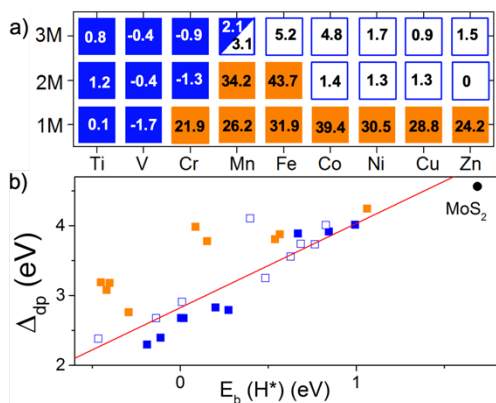 a)
3M 0.8 -0.4 -0.9 2.1 3.1 5.2 4.8 1.7 0.9 1.5
2M 1.2 -0.4 -1.3 34.2 43.7 1.4 1.3 1.3 0
1M 0.1 -1.7 21.9 26.2 31.9 39.4 30.5 28.8 24.2
Ti V Cr Mn Fe Co Ni Cu Zn
b)
4
3
2
Δdp (eV)
MoS2
0 1
Eb (H*) (eV)